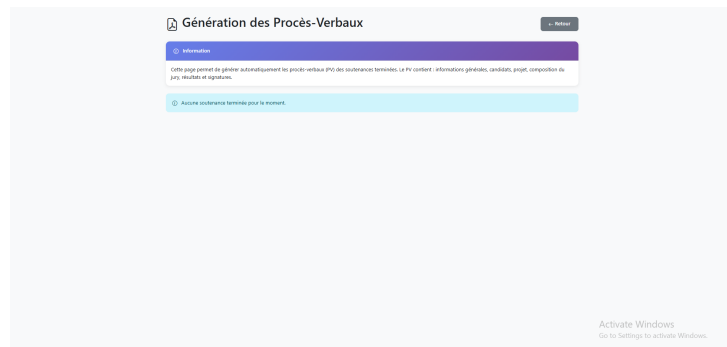 Génération des Procès-Verbaux
← Retour
Information
Cette page permet de générer automatiquement les procès-verbaux (PV) des soutenances terminées. Le PV contient : informations générales, candidats, projet, composition du
jury, résultats et signatures.
Aucune soutenance terminée pour le moment.
Activate Windows
Go to Settings to activate Windows.